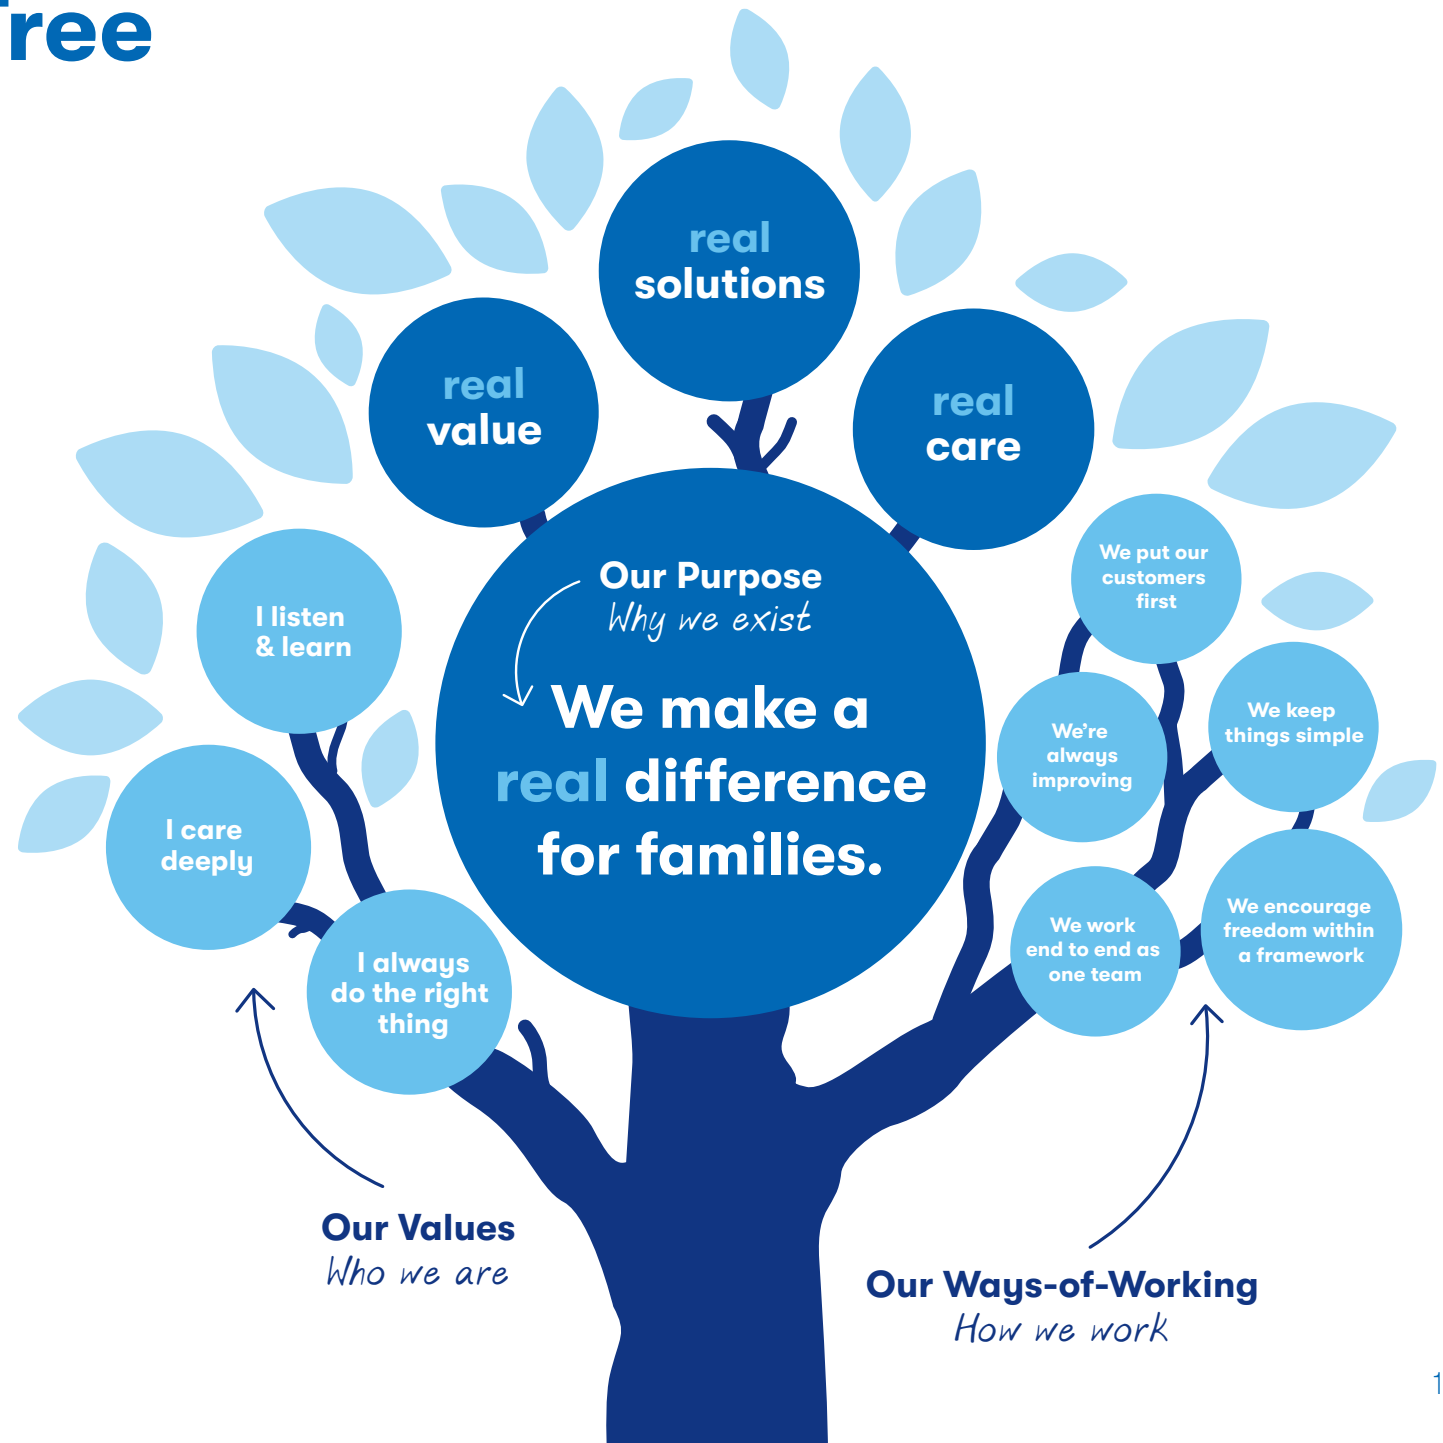 Tree
real
solutions
real
value
real
care
Our Purpose
Why we exist
We make a
real difference
for families.
I listen
& learn
I care
deeply
I always
do the right
thing
We put our
customers
first
We're
always
improving
We keep
things simple
We work
end to end as
one team
We encourage
freedom within
a framework
Our Values
Who we are
Our Ways-of-Working
How we work